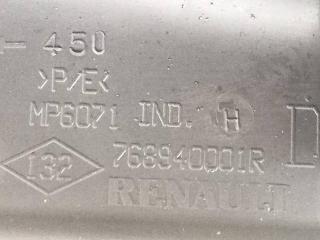 - 450
>P/E<
MP6071 IND. H
132 768940001R D
RENAULT